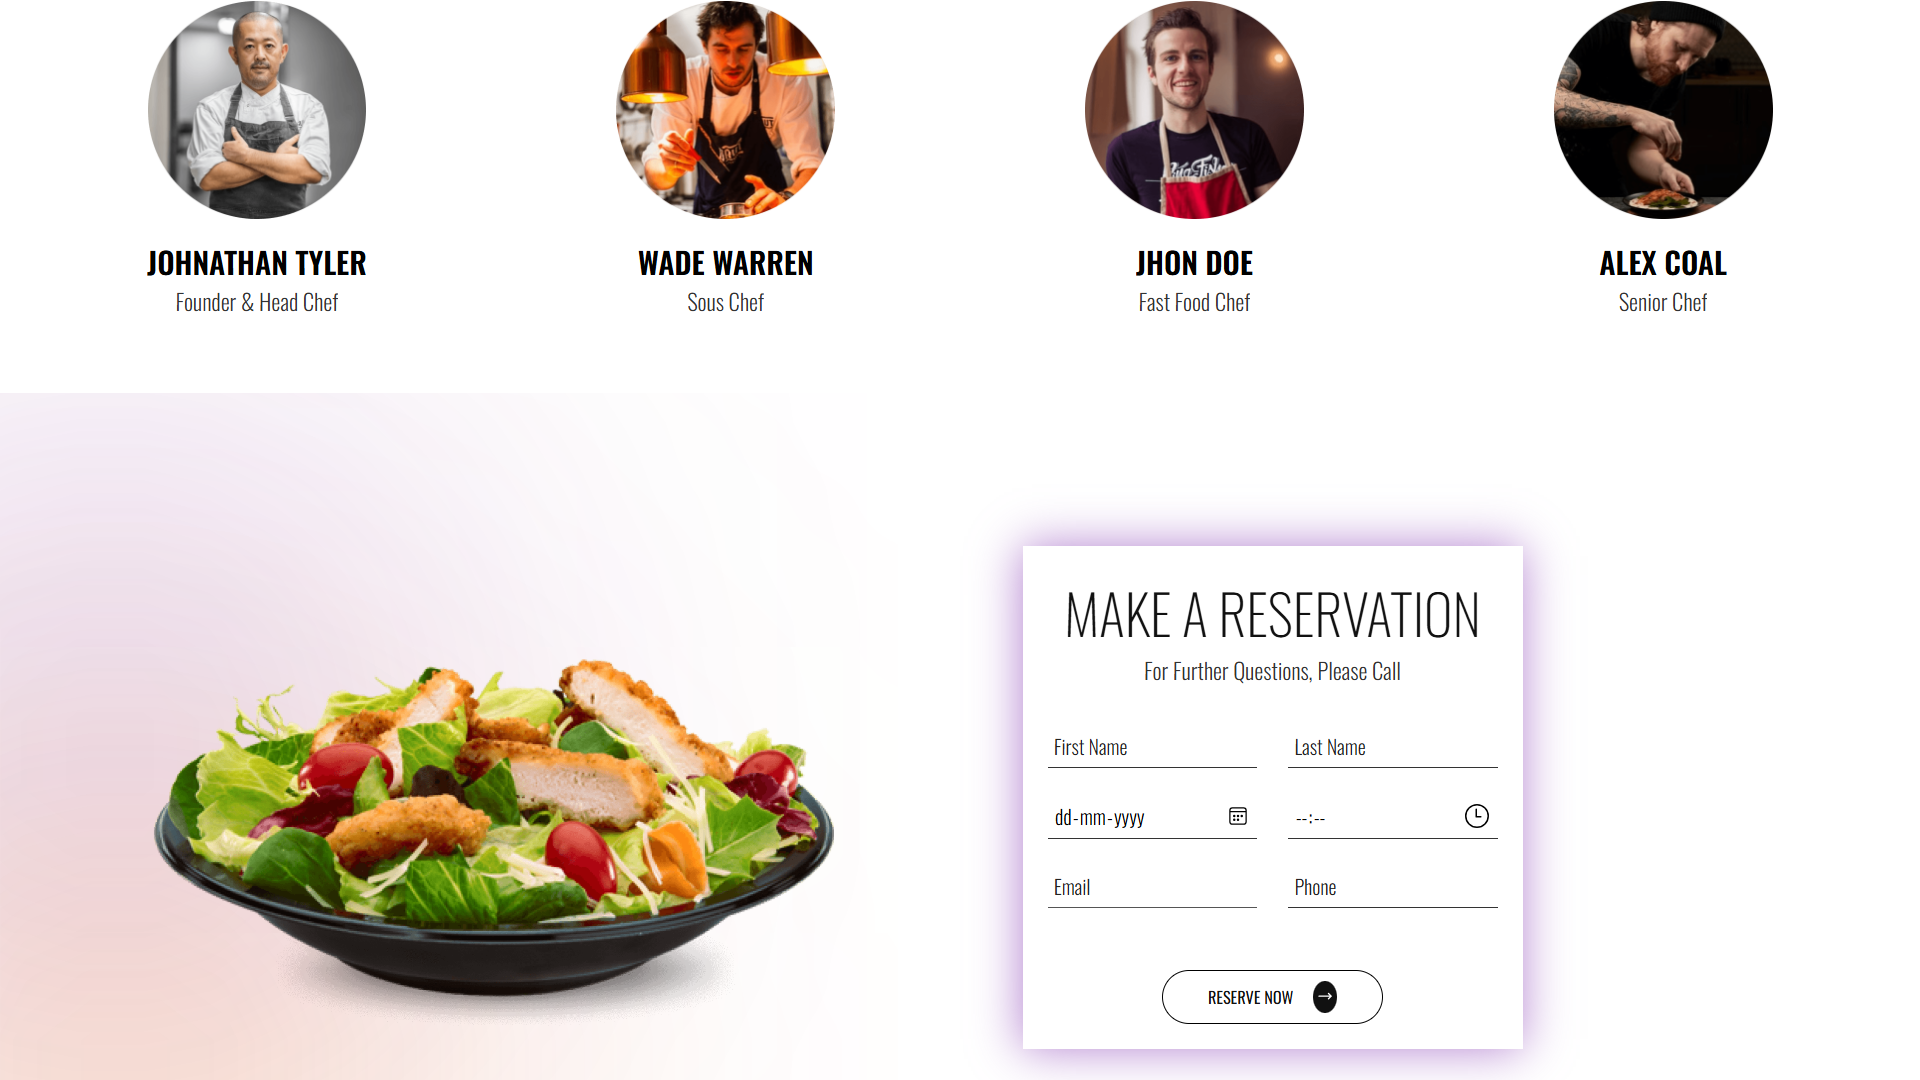 JOHNATHAN TYLER
Founder & Head Chef
WADE WARREN
Sous Chef
JHON DOE
Fast Food Chef
ALEX COAL
Senior Chef
MAKE A RESERVATION
For Further Questions, Please Call
First Name
Last Name
dd-mm-yyyy
--:--
Email
Phone
RESERVE NOW